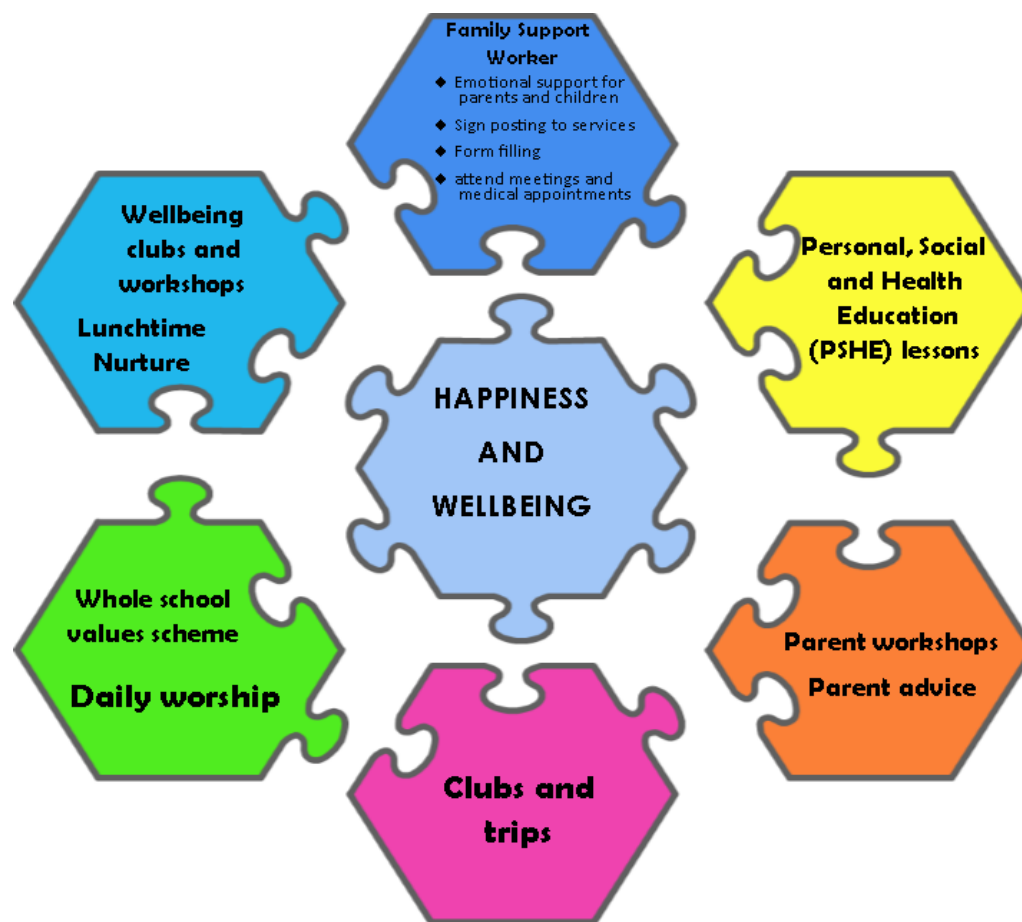 Family Support
Worker
◆ Emotional support for
parents and children
◆ Sign posting to services
◆ Form filling
◆ attend meetings and
medical appointments
Wellbeing
clubs and
workshops
Lunchtime
Nurture
Personal, Social
and Health
Education
(PSHE) lessons
HAPPINESS
AND
WELLBEING
Whole school
values scheme
Daily worship
Parent workshops
Parent advice
Clubs and
trips